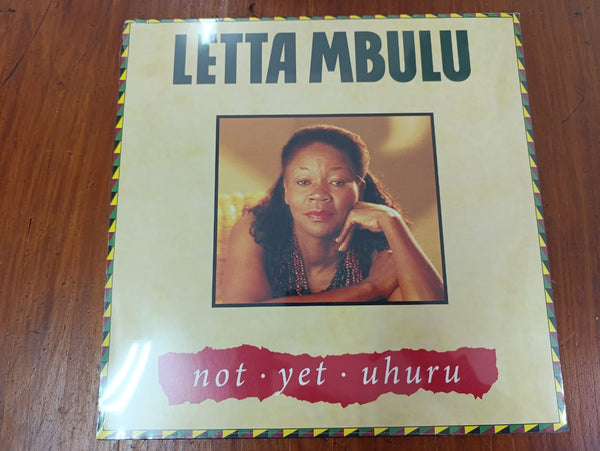 LETTA MBULU
not · yet · uhuru